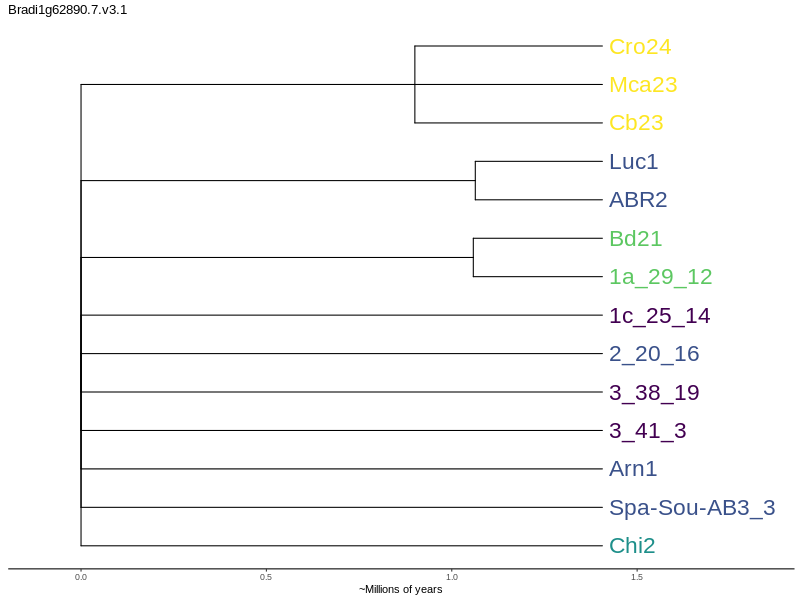 Bradi1g62890.7.v3.1
Cro24
Mca23
Cb23
Luc1
ABR2
Bd21
1a_29_12
1c_25_14
2_20_16
3_38_19
3_41_3
Arn1
Spa-Sou-AB3_3
Chi2
0.0 0.5 1.0 1.5
~Millions of years